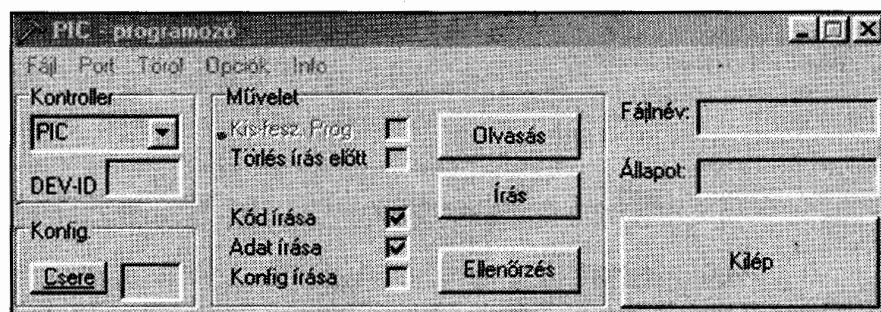 PIC - programozó
Fájl Port Töröl Opciók Info
Kontroller
PIC
DEV-ID
Konfig.
Csere
Művelet
Kis fesz. Prog
Törlés írás előtt
Kód írása
Adat írása
Konfig írása
Olvasás
Írás
Ellenőrzés
Fájlnév:
Állapot:
Kilép